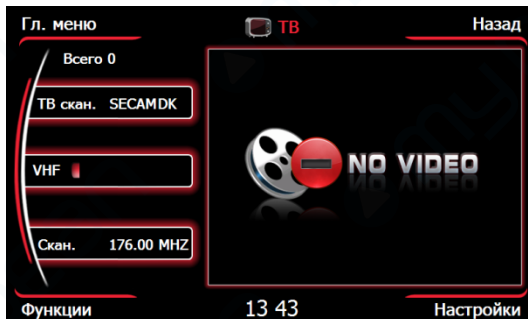 Гл. меню
ТВ
Назад
Всего 0
ТВ скан. SECAMDK
VHF
Скан. 176.00 MHZ
NO VIDEO
Функции
13 43
Настройки